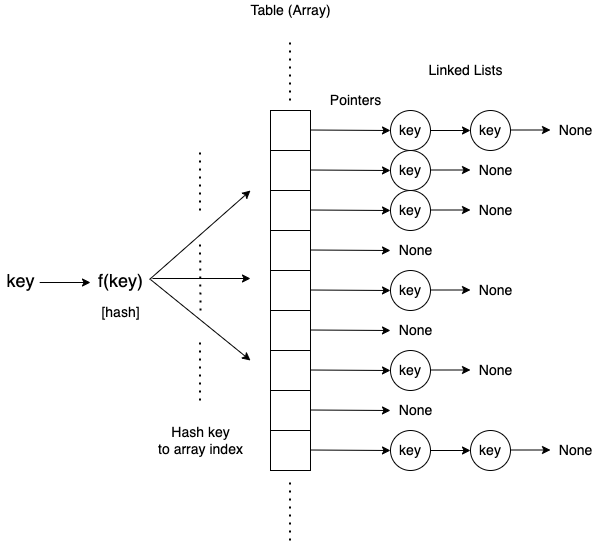 Table (Array)
Linked Lists
Pointers
key key None
key None
key None
None
key f(key) key None
[hash]
None
key None
None
Hash key
to array index
key key None